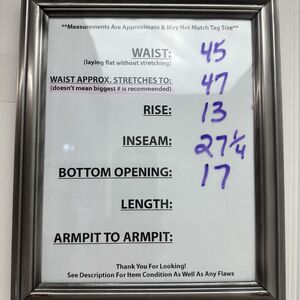 **Measurements Are Approximate & May Not Match Tag Size**
WAIST: 45
(laying flat without stretching)
WAIST APPROX. STRETCHES TO: 47
(doesn't mean biggest # is recommended)
RISE: 13
INSEAM: 27 1/4
BOTTOM OPENING: 17
LENGTH:
ARMPIT TO ARMPIT:
Thank You For Looking!
See Description For Item Condition As Well As Any Flaws